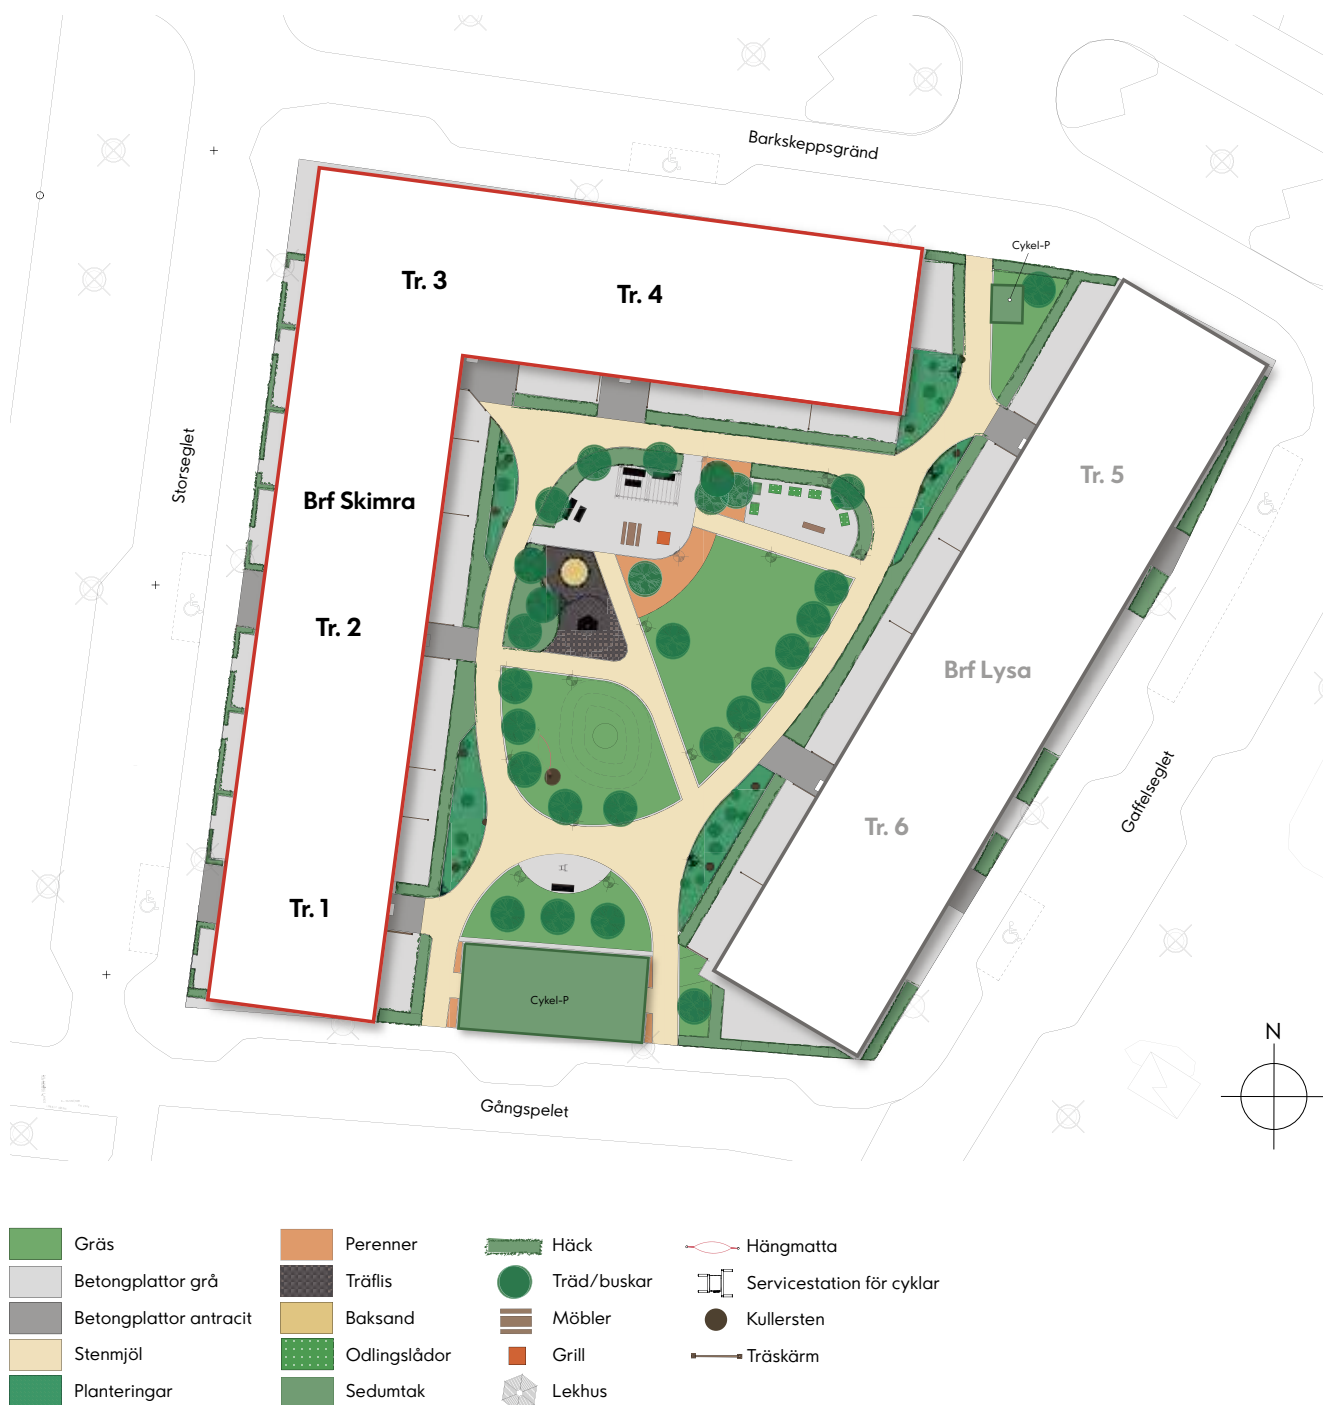 Barkskeppsgränd
Cykel-P
Tr. 3
Tr. 4
Storseglet
Brf Skimra
Tr. 5
Tr. 2
Brf Lysa
Gaffelseglet
Tr. 6
Tr. 1
Cykel-P
N
Gångspelet
Gräs
Betongplattor grå
Betongplattor antracit
Stenmjöl
Planteringar
Perenner
Träflis
Baksand
Odlingslådor
Sedumtak
Häck
Träd/buskar
Möbler
Grill
Lekhus
Hängmatta
Servicestation för cyklar
Kullersten
Träskärm